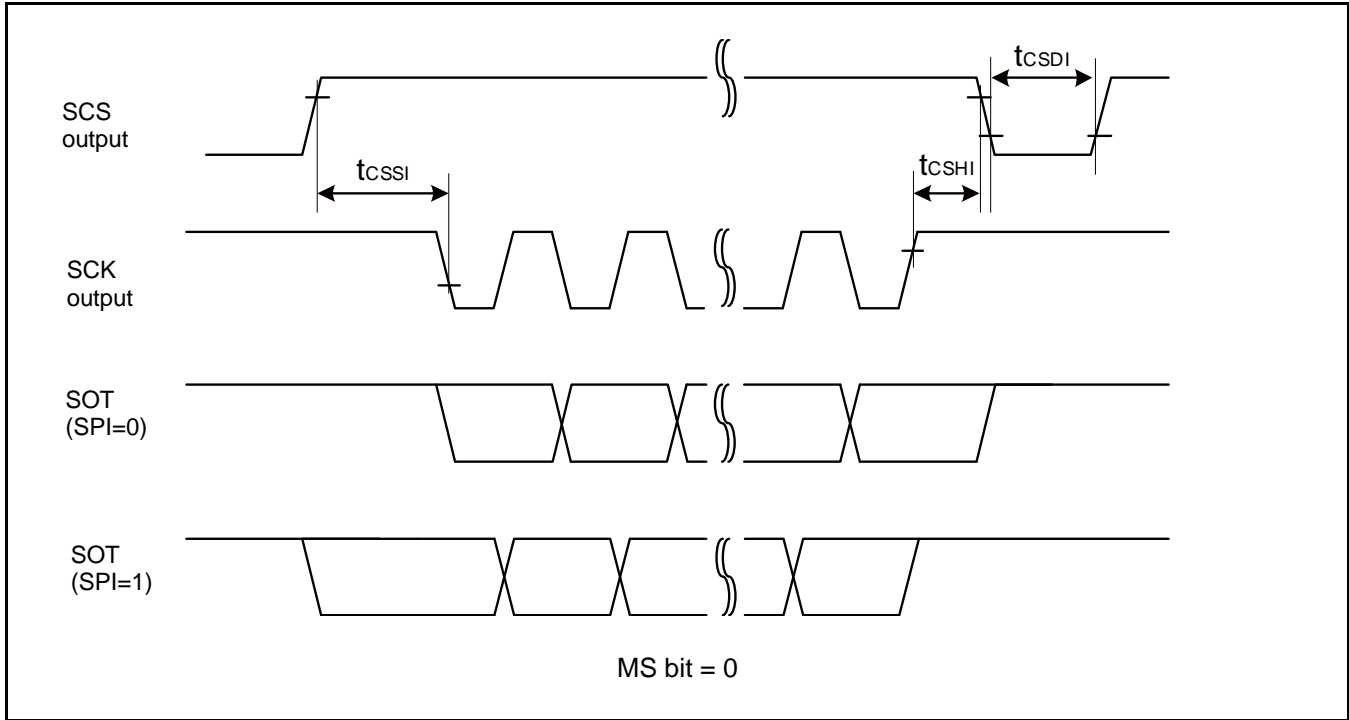 SCS
output
tCSDI
tCSSI
tCSHI
SCK
output
SOT
(SPI=0)
SOT
(SPI=1)
MS bit = 0